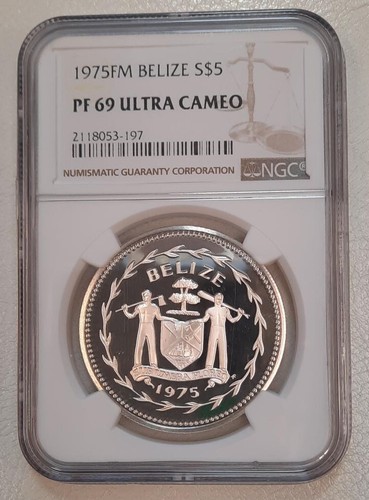 1975FM BELIZE S$5
PF 69 ULTRA CAMEO
2118053-197
NUMISMATIC GUARANTY CORPORATION
NGC®
BELIZE
1975